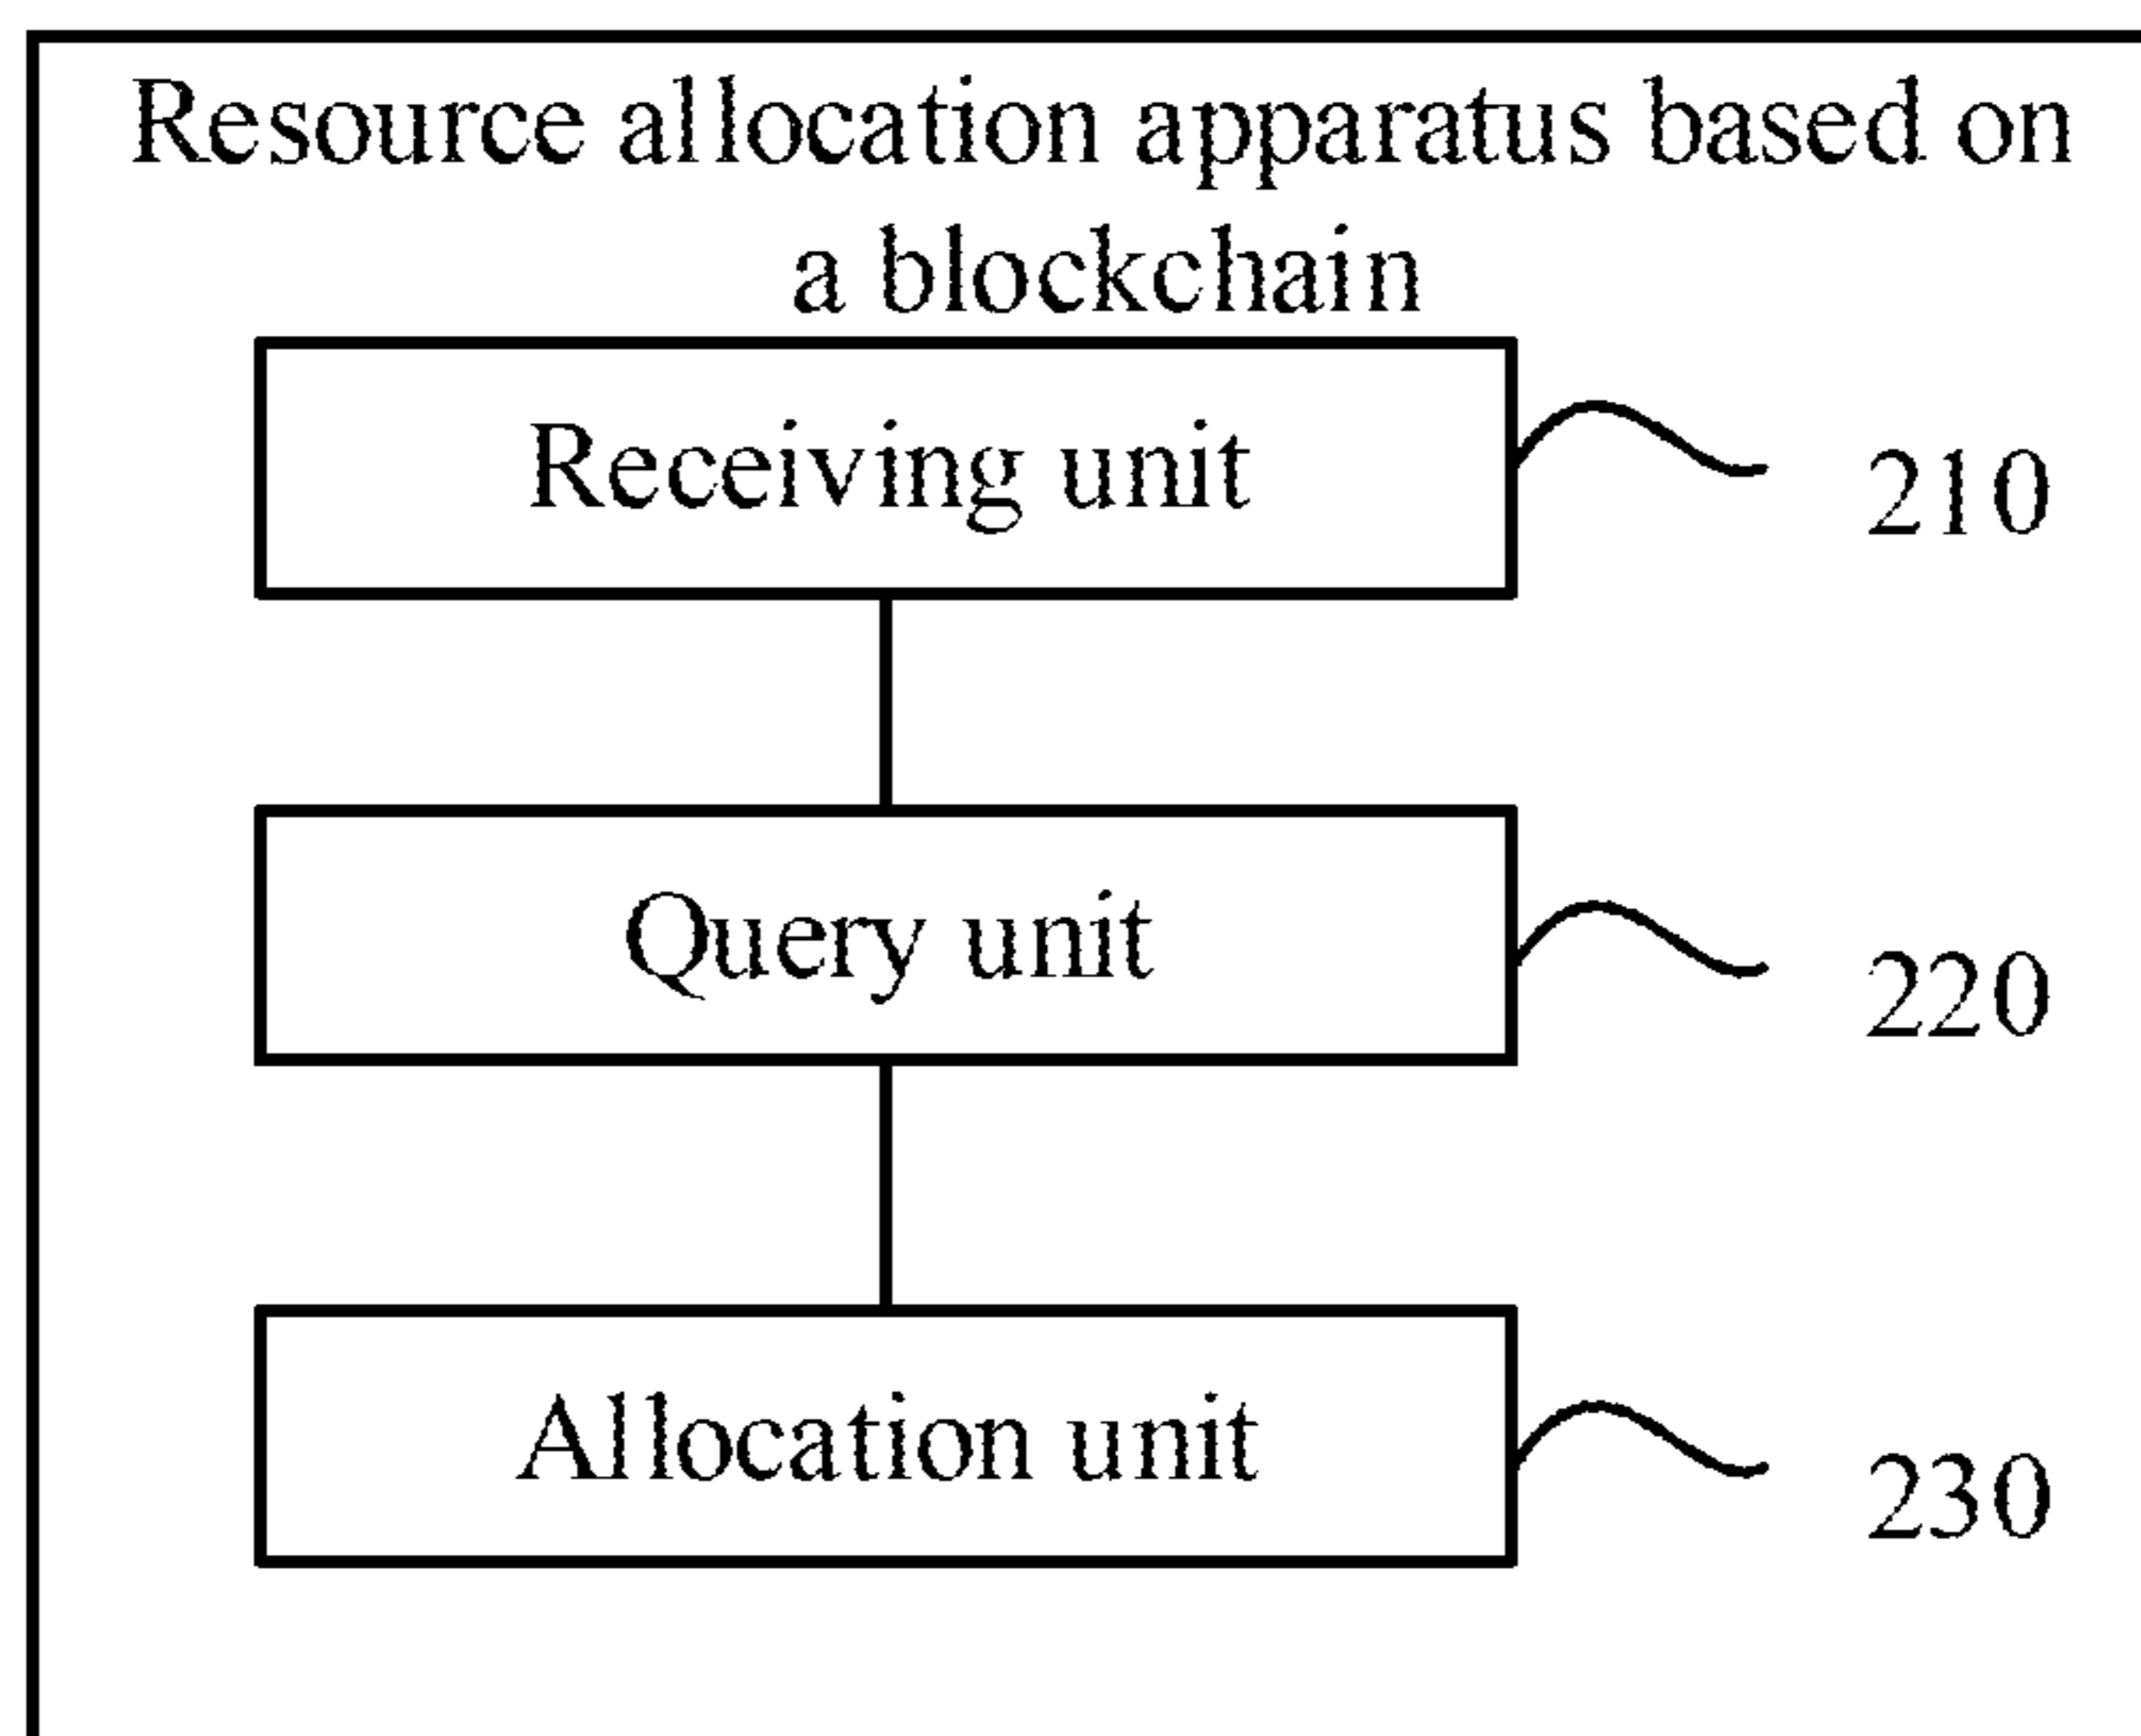 Resource allocation apparatus based on
a blockchain
Receiving unit
210
Query unit
220
Allocation unit
230